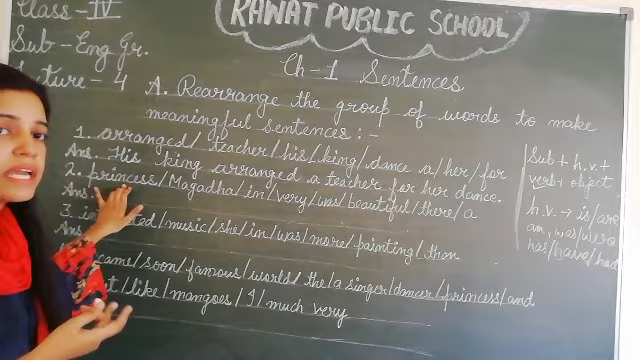 Class - IV
RAWAT PUBLIC SCHOOL
Sub - Eng Gr.
Lecture - 4
Ch-1 Sentences
A. Rearrange the group of words to make
meaningful sentences :-
1. arranged/ teacher/his/king/dance a/her/for
Ans. His king arranged a teacher for her dance.
2. princess/Magadha/in/very/was/beautiful/there/a
Ans.
3. /music/she/in/was/more/painting/than
Ans.
came/soon/famous/world/ the/a singer/dancer/princess/and
/like/mangoes/I/much very
Sub + h.v. +
verb + object
h.v. → is/are
am, was/were
has/have/had